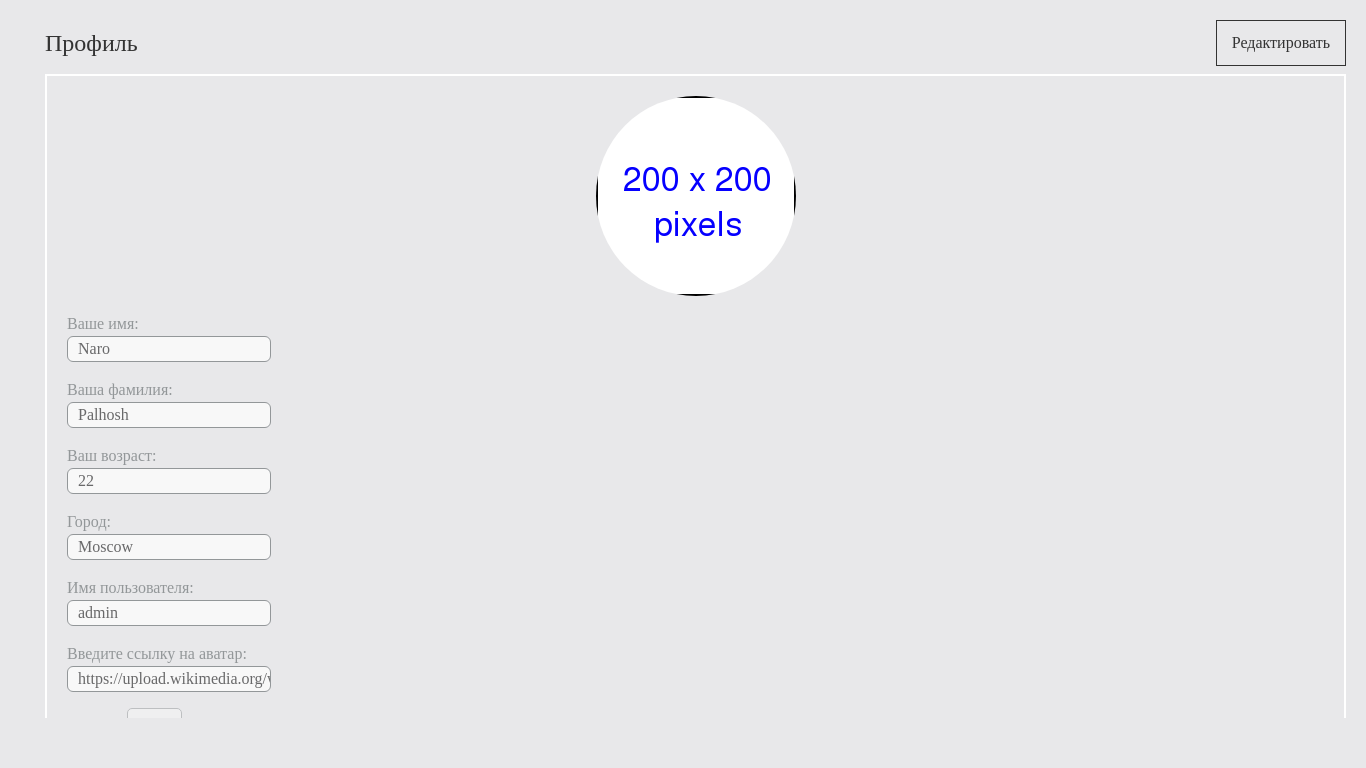 Профиль
Редактировать
200 x 200
pixels
Ваше имя:
Naro
Ваша фамилия:
Palhosh
Ваш возраст:
22
Город:
Moscow
Имя пользователя:
admin
Введите ссылку на аватар:
https://upload.wikimedia.org/